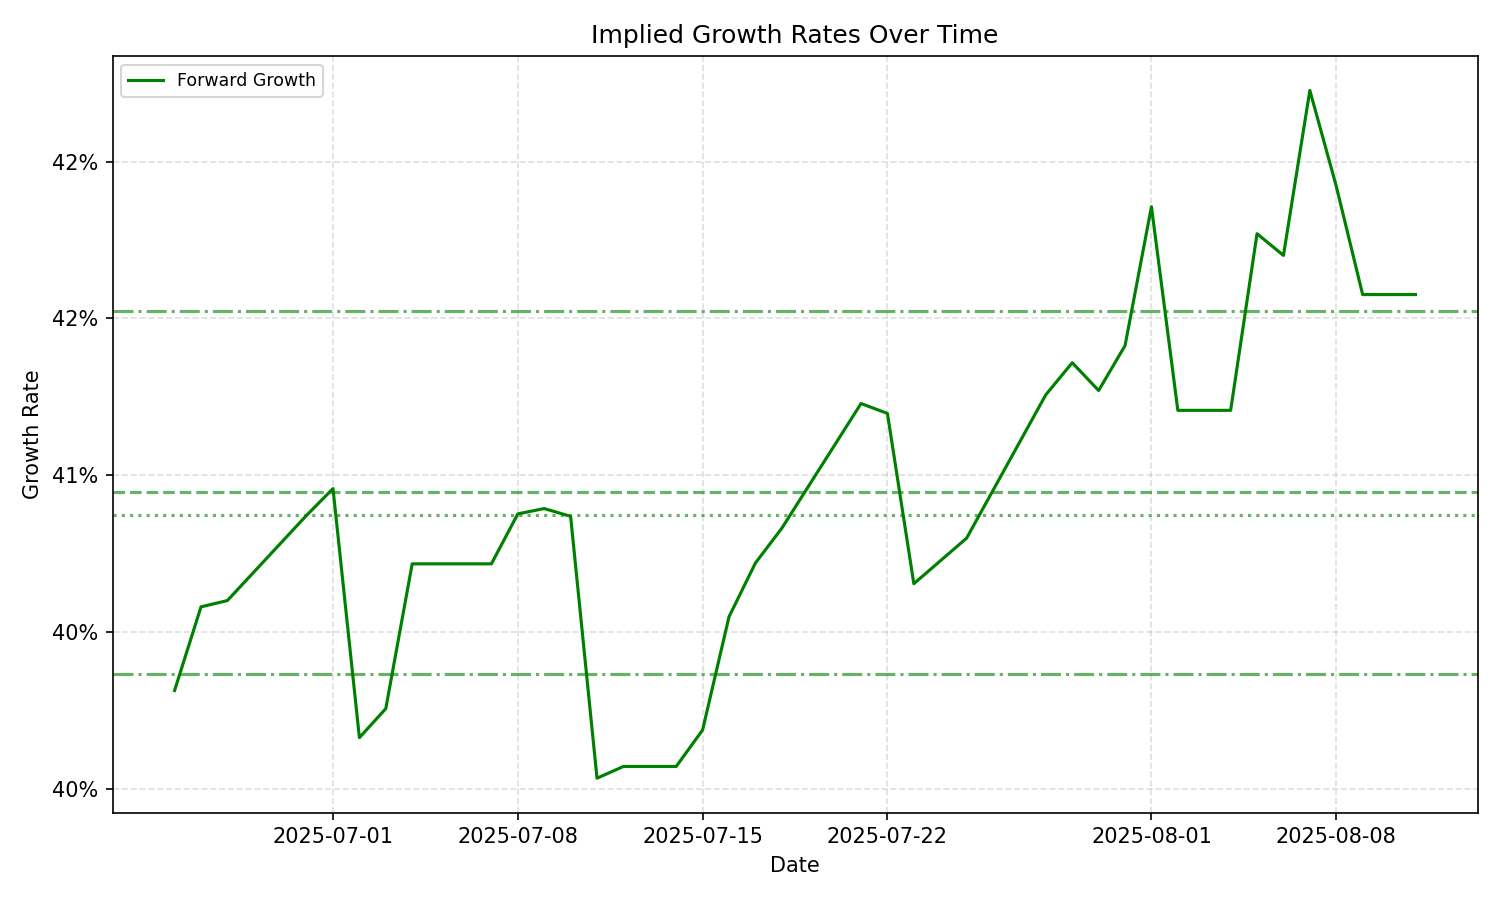 Implied Growth Rates Over Time
Forward Growth
42%
42%
41%
40%
40%
Growth Rate
2025-07-01
2025-07-08
2025-07-15
2025-07-22
2025-08-01
2025-08-08
Date